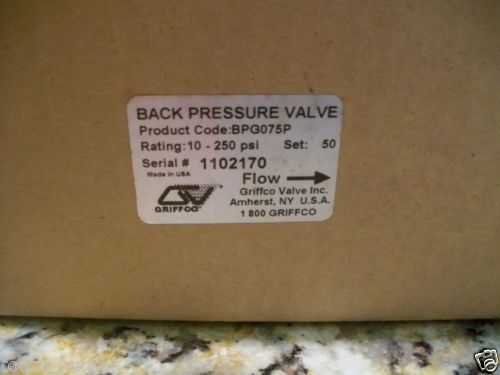 BACK PRESSURE VALVE
Product Code:BPG075P
Rating:10 - 250 psi Set: 50
Serial # 1102170
Made in USA
Flow
GRIFFCO
Griffco Valve Inc.
Amherst, NY U.S.A.
1 800 GRIFFCO